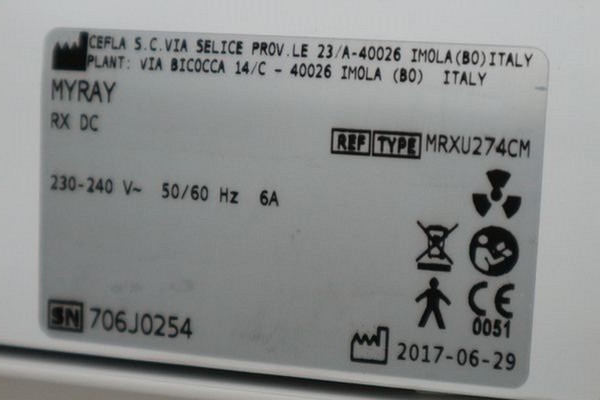 CEFLA S.C.VIA SELICE PROV.LE 23/A-40026 IMOLA(BO)ITALY
PLANT: VIA BICOCCA 14/C - 40026 IMOLA (BO) ITALY
MYRAY
RX DC
REF TYPE MRXU274CM
230-240 V~ 50/60 Hz 6A
CE
0051
SN 706J0254
2017-06-29